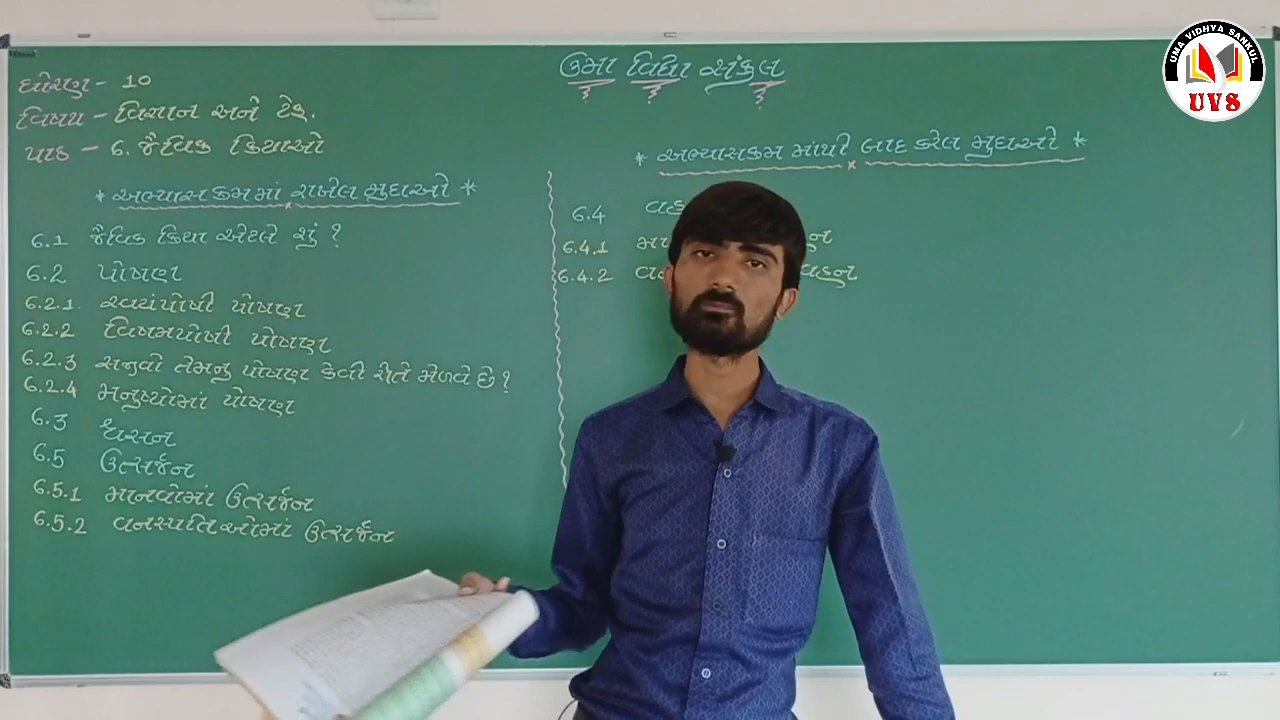 ઉમા વિદ્યા સંકુલ
UMA VIDHYA SANKUL
UVS
ધોરણ - 10
વિષય - વિજ્ઞાન અને ટેક.
પાઠ - 6. જૈવિક ક્રિયાઓ
* અભ્યાસક્રમમાં રાખેલ મુદ્દાઓ *
6.1 જૈવિક ક્રિયા એટલે શું ?
6.2 પોષણ
6.2.1 સ્વયંપોષી પોષણ
6.2.2 વિષમપોષી પોષણ
6.2.3 સજીવો તેમનુ પોષણ કેવી રીતે મેળવે છે ?
6.2.4 મનુષ્યોમાં પોષણ
6.3 શ્વસન
6.5 ઉત્સર્જન
6.5.1 માનવોમાં ઉત્સર્જન
6.5.2 વનસ્પતિઓમાં ઉત્સર્જન
* અભ્યાસક્રમ માંથી બાદ કરેલ મુદ્દાઓ *
6.4
6.4.1
6.4.2